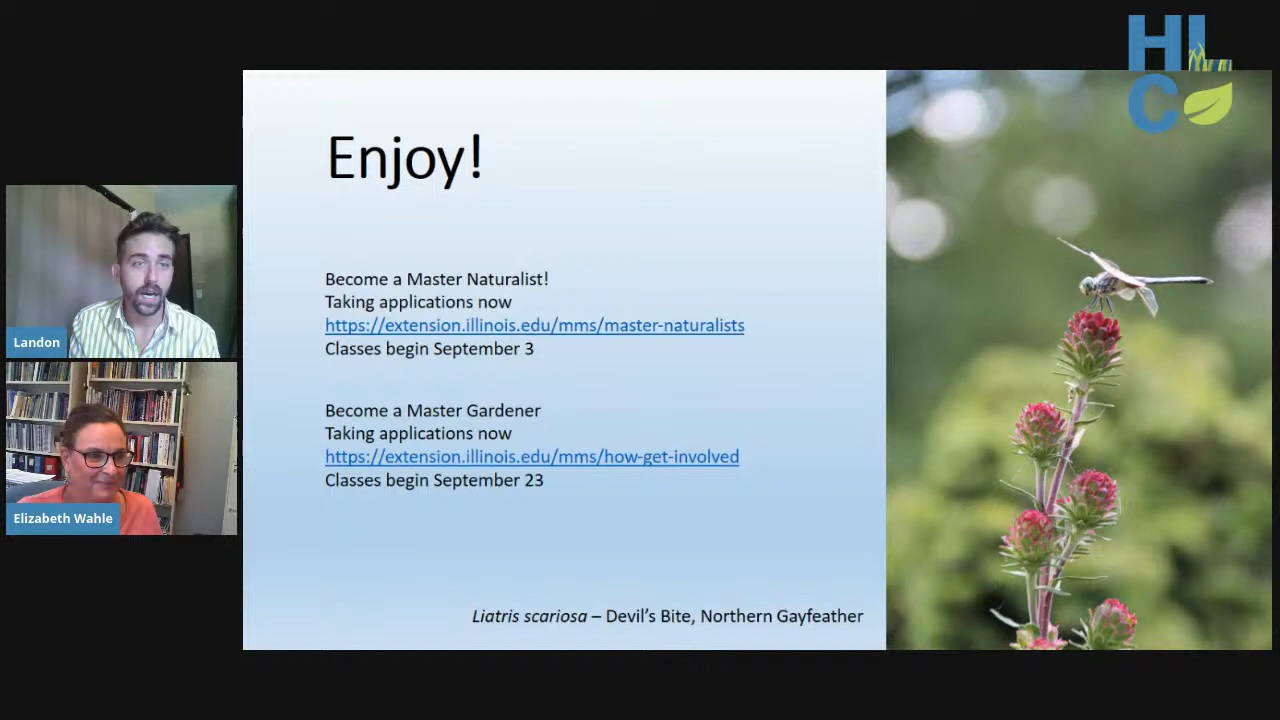 HL
C
Enjoy!
Become a Master Naturalist!
Taking applications now
https://extension.illinois.edu/mms/master-naturalists
Classes begin September 3
Become a Master Gardener
Taking applications now
https://extension.illinois.edu/mms/how-get-involved
Classes begin September 23
Liatris scariosa – Devil's Bite, Northern Gayfeather
Landon
Elizabeth Wahle